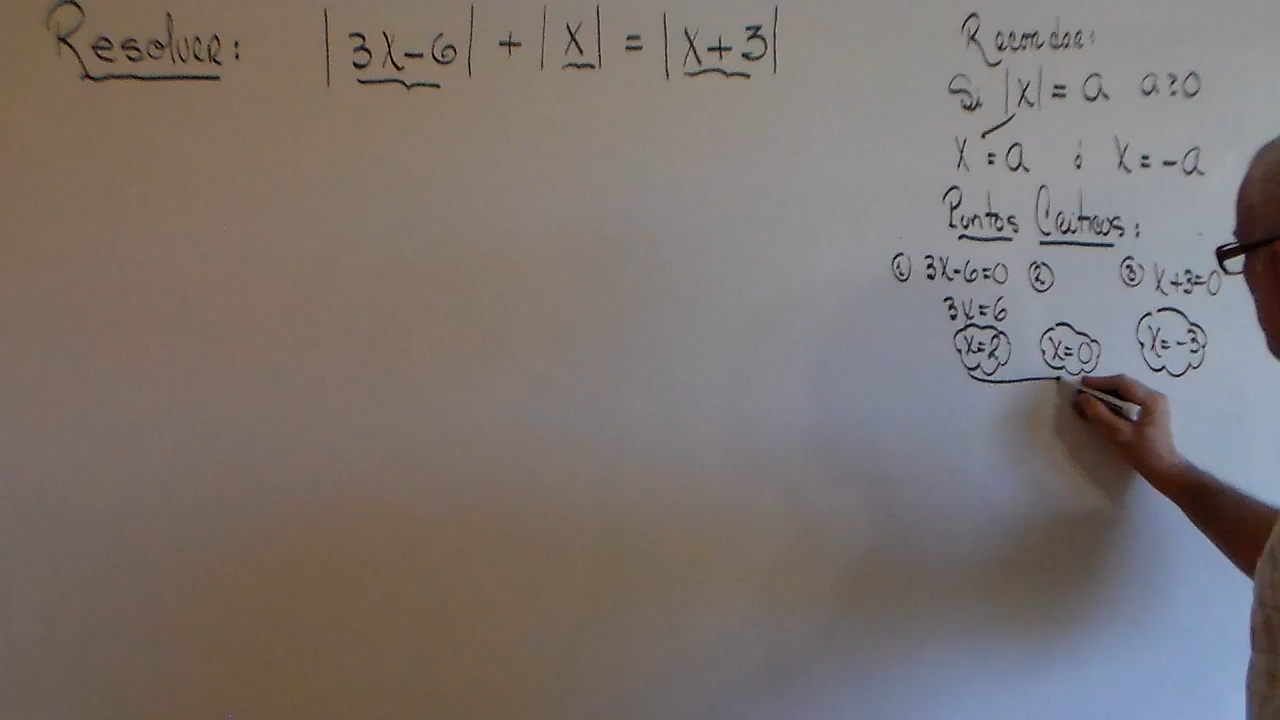 Resolver: |3x-6| + |x| = |x+3|
Recordar:
Si |x| = a a≥0
x = a ó x = -a
Puntos Críticos:
① 3x-6=0 ② ③ x+3=0
3x=6
x=2 x=0 x=-3